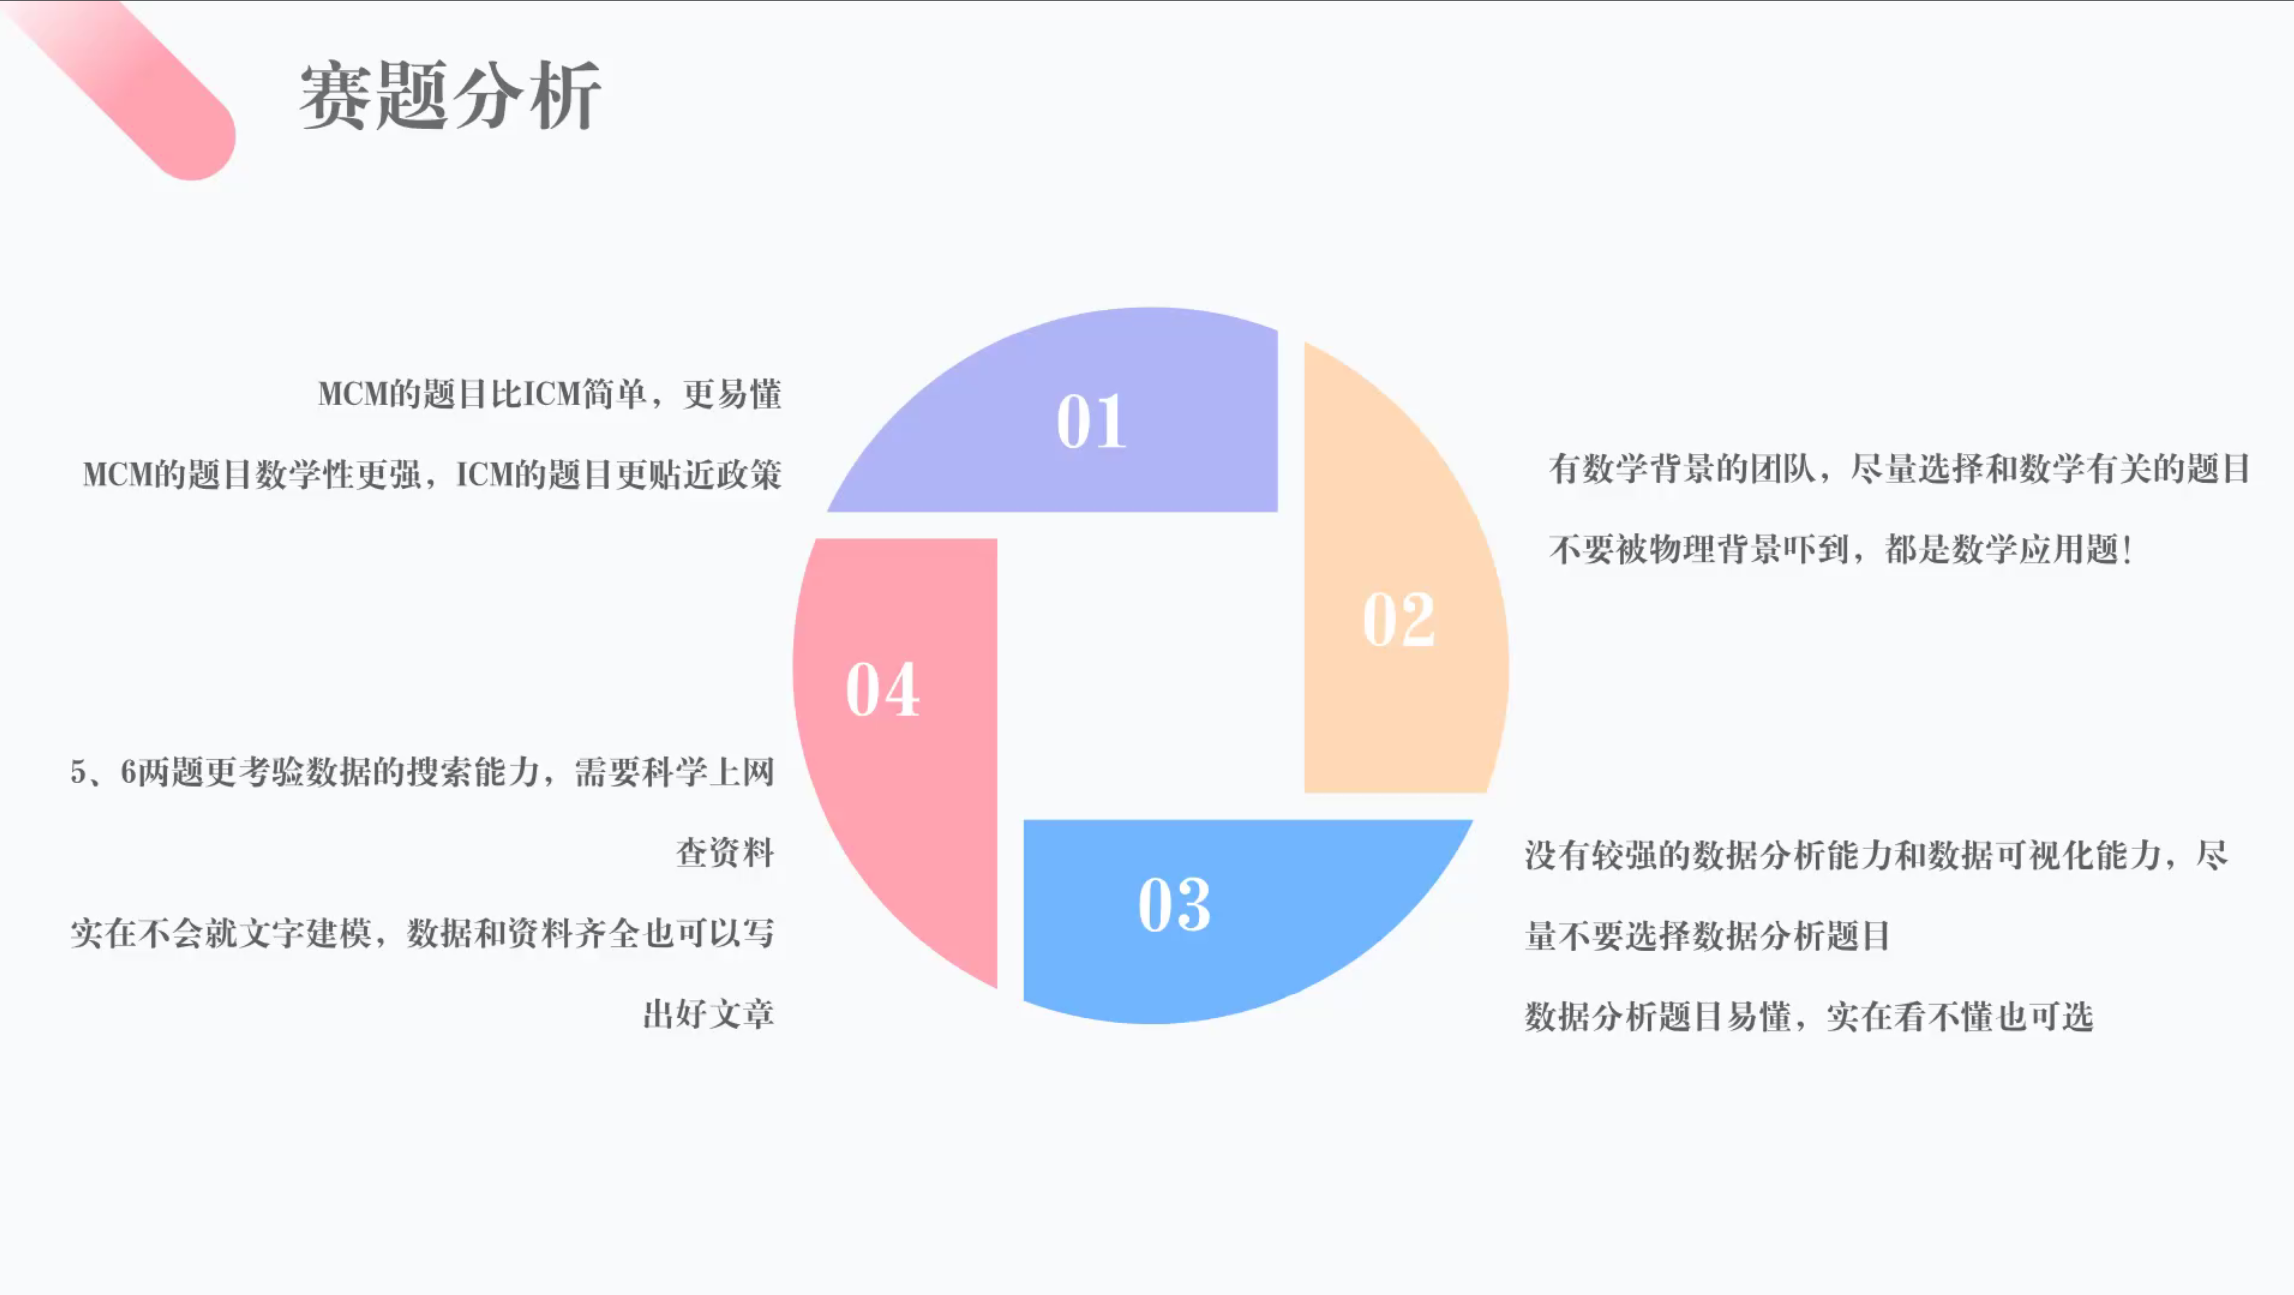 赛题分析
01
MCM的题目比ICM简单，更易懂
MCM的题目数学性更强，ICM的题目更贴近政策
02
有数学背景的团队，尽量选择和数学有关的题目
不要被物理背景吓到，都是数学应用题！
03
没有较强的数据分析能力和数据可视化能力，尽
量不要选择数据分析题目
数据分析题目易懂，实在看不懂也可选
04
5、6两题更考验数据的搜索能力，需要科学上网
查资料
实在不会就文字建模，数据和资料齐全也可以写
出好文章